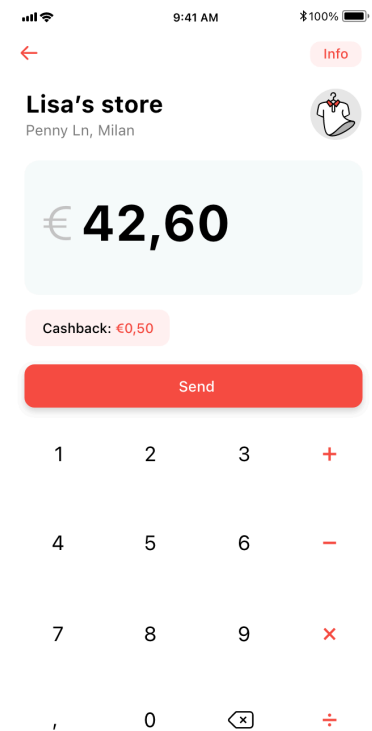 9:41 AM 100%
Info
Lisa’s store
Penny Ln, Milan
€ 42,60
Cashback: €0,50
Send
1 2 3 +
4 5 6 −
7 8 9 ×
, 0 ÷